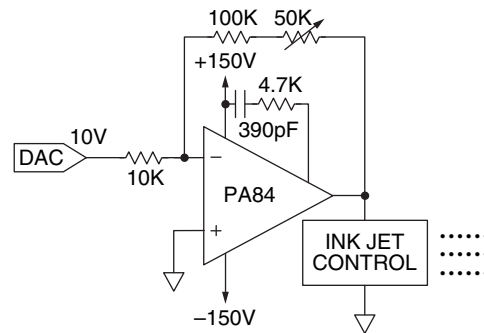 100K 50K
+150V
4.7K
390pF
10V
DAC
10K
−
PA84
+
−150V
INK JET
CONTROL